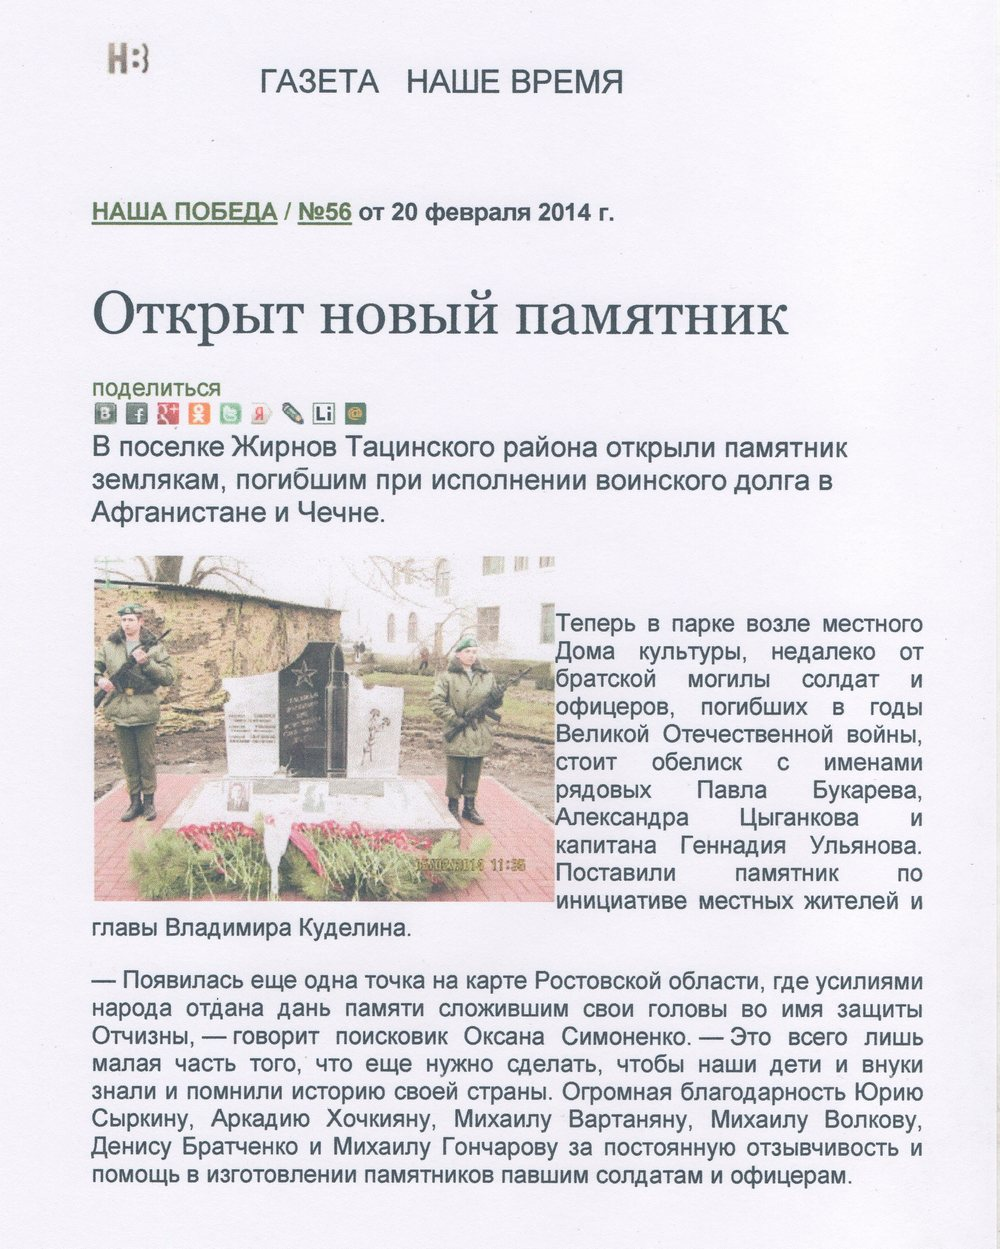 НВ
ГАЗЕТА НАШЕ ВРЕМЯ
НАША ПОБЕДА / №56 от 20 февраля 2014 г.
Открыт новый памятник
поделиться
В поселке Жирнов Тацинского района открыли памятник
землякам, погибшим при исполнении воинского долга в
Афганистане и Чечне.
Теперь в парке возле местного
Дома культуры, недалеко от
братской могилы солдат и
офицеров, погибших в годы
Великой Отечественной войны,
стоит обелиск с именами
рядовых Павла Букарева,
Александра Цыганкова и
капитана Геннадия Ульянова.
Поставили памятник по
инициативе местных жителей и
главы Владимира Куделина.
— Появилась еще одна точка на карте Ростовской области, где усилиями
народа отдана дань памяти сложившим свои головы во имя защиты
Отчизны, — говорит поисковик Оксана Симоненко. — Это всего лишь
малая часть того, что еще нужно сделать, чтобы наши дети и внуки
знали и помнили историю своей страны. Огромная благодарность Юрию
Сыркину, Аркадию Хочкияну, Михаилу Вартаняну, Михаилу Волкову,
Денису Братченко и Михаилу Гончарову за постоянную отзывчивость и
помощь в изготовлении памятников павшим солдатам и офицерам.